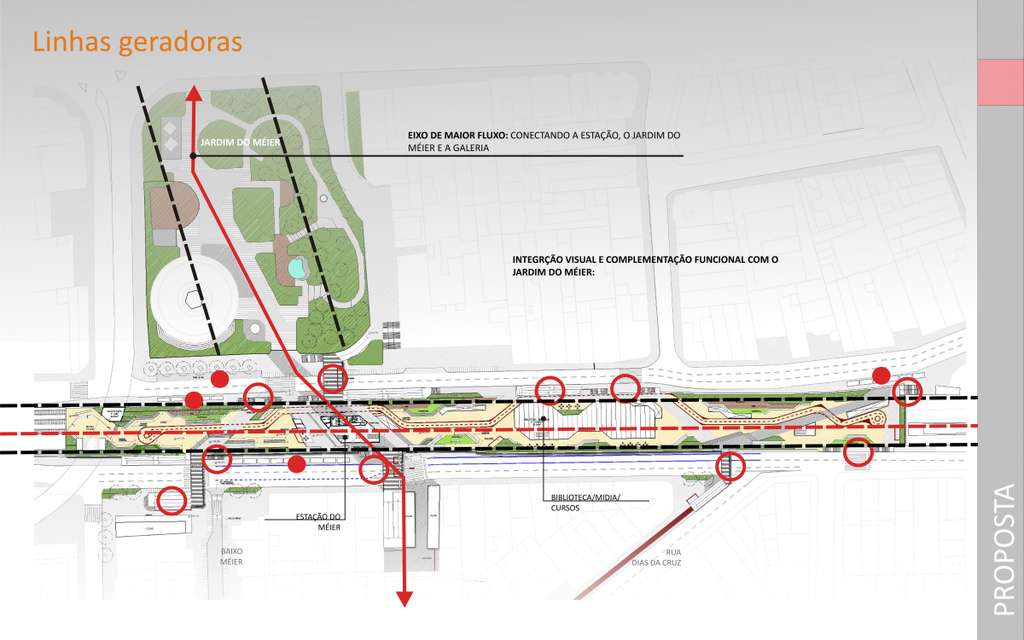 Linhas geradoras
JARDIM DO MÉIER
EIXO DE MAIOR FLUXO: CONECTANDO A ESTAÇÃO, O JARDIM DO
MÉIER E A GALERIA
INTEGRÇÃO VISUAL E COMPLEMENTAÇÃO FUNCIONAL COM O
JARDIM DO MÉIER:
BIBLIOTECA/MIDIA/
CURSOS
ESTAÇÃO DO
MÉIER
BAIXO
MÉIER
RUA
DIAS DA CRUZ
PROPOSTA